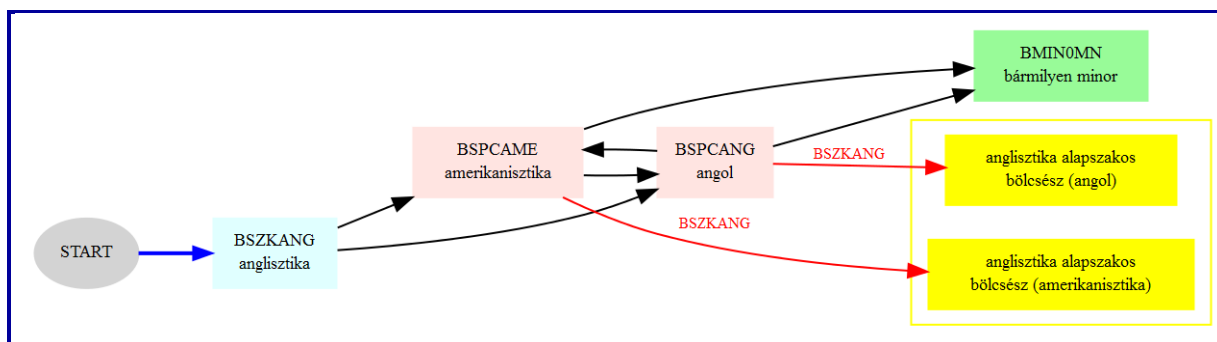 BMIN0MN
bármilyen minor
BSPCAME
amerikanisztika
BSPCANG
angol
BSZKANG
anglisztika alapszakos
bölcsész (angol)
BSZKANG
START
BSZKANG
anglisztika
anglisztika alapszakos
bölcsész (amerikanisztika)